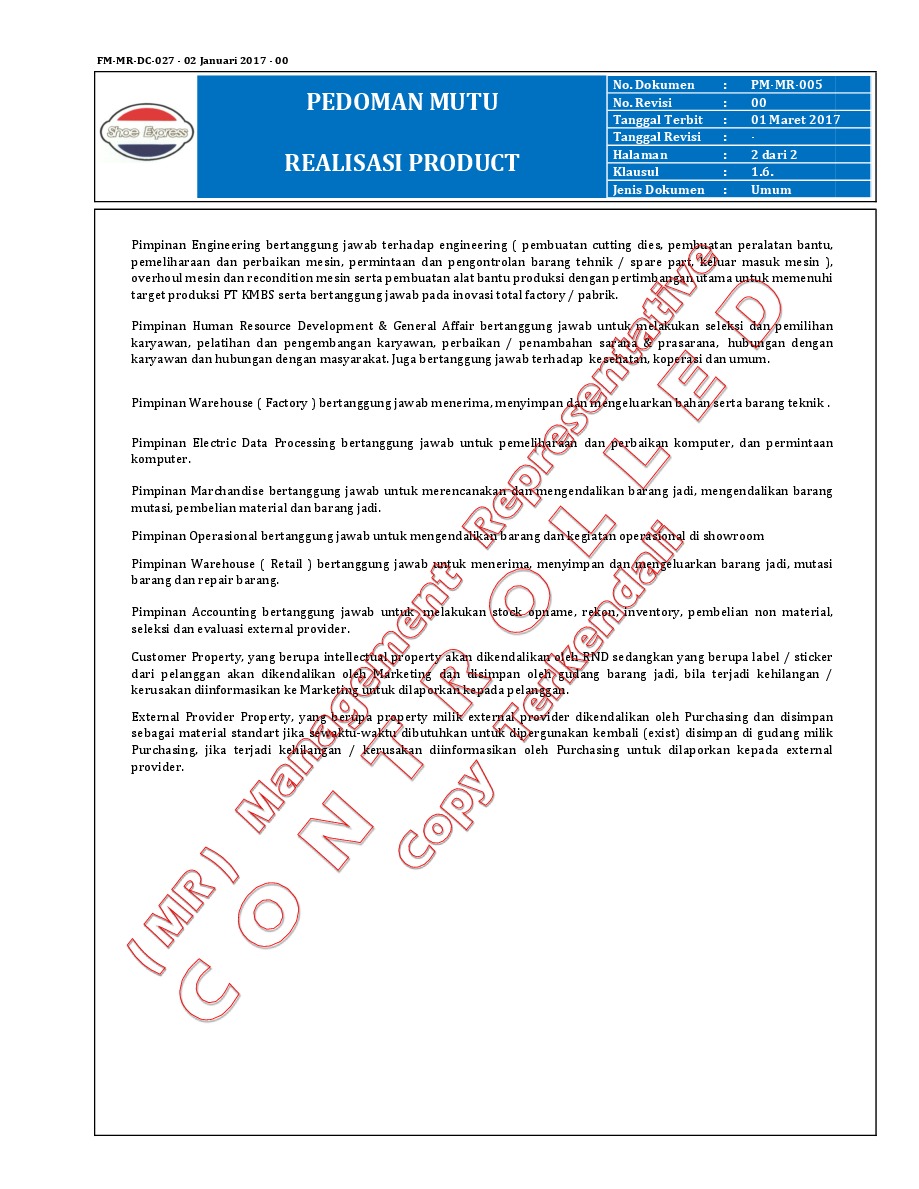 FM-MR-DC-027 - 02 Januari 2017 - 00
Shoe Express
PEDOMAN MUTU
REALISASI PRODUCT
No. Dokumen : PM-MR-005
No. Revisi : 00
Tanggal Terbit : 01 Maret 2017
Tanggal Revisi : -
Halaman : 2 dari 2
Klausul : 1.6.
Jenis Dokumen : Umum
Pimpinan Engineering bertanggung jawab terhadap engineering ( pembuatan cutting dies, pembuatan peralatan bantu,
pemeliharaan dan perbaikan mesin, permintaan dan pengontrolan barang tehnik / spare part, keluar masuk mesin ),
overhoul mesin dan recondition mesin serta pembuatan alat bantu produksi dengan pertimbangan utama untuk memenuhi
target produksi PT KMBS serta bertanggung jawab pada inovasi total factory / pabrik.
Pimpinan Human Resource Development & General Affair bertanggung jawab untuk melakukan seleksi dan pemilihan
karyawan, pelatihan dan pengembangan karyawan, perbaikan / penambahan sarana & prasarana, hubungan dengan
karyawan dan hubungan dengan masyarakat. Juga bertanggung jawab terhadap kesehatan, koperasi dan umum.
Pimpinan Warehouse ( Factory ) bertanggung jawab menerima, menyimpan dan mengeluarkan bahan serta barang teknik .
Pimpinan Electric Data Processing bertanggung jawab untuk pemeliharaan dan perbaikan komputer, dan permintaan
komputer.
Pimpinan Marchandise bertanggung jawab untuk merencanakan dan mengendalikan barang jadi, mengendalikan barang
mutasi, pembelian material dan barang jadi.
Pimpinan Operasional bertanggung jawab untuk mengendalikan barang dan kegiatan operasional di showroom
Pimpinan Warehouse ( Retail ) bertanggung jawab untuk menerima, menyimpan dan mengeluarkan barang jadi, mutasi
barang dan repair barang.
Pimpinan Accounting bertanggung jawab untuk melakukan stock opname, rekon, inventory, pembelian non material,
seleksi dan evaluasi external provider.
Customer Property, yang berupa intellectual property akan dikendalikan oleh RND sedangkan yang berupa label / sticker
dari pelanggan akan dikendalikan oleh Marketing dan disimpan oleh gudang barang jadi, bila terjadi kehilangan /
kerusakan diinformasikan ke Marketing untuk dilaporkan kepada pelanggan.
External Provider Property, yang berupa property milik external provider dikendalikan oleh Purchasing dan disimpan
sebagai material standart jika sewaktu-waktu dibutuhkan untuk dipergunakan kembali (exist) disimpan di gudang milik
Purchasing, jika terjadi kehilangan / kerusakan diinformasikan oleh Purchasing untuk dilaporkan kepada external
provider.
( MR ) Management Representative
CONTROLLED
Copy Terikendali